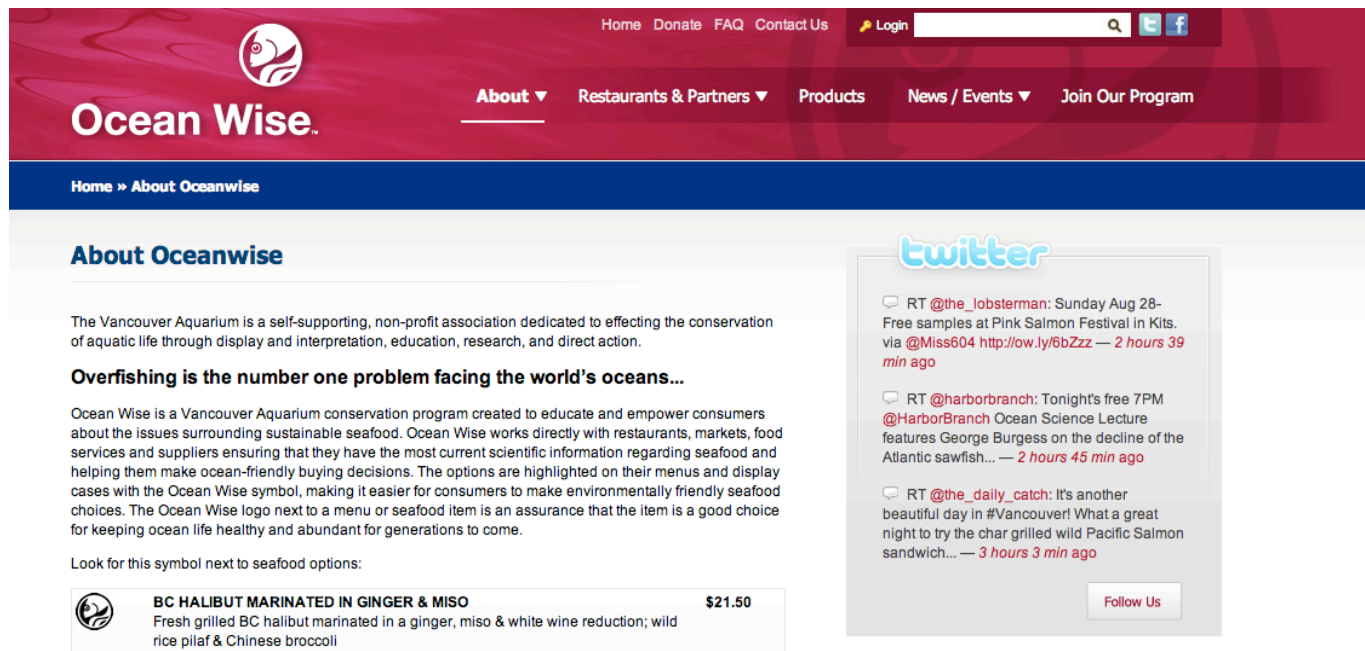 Home Donate FAQ Contact Us Login
Ocean Wise™
About ▼ Restaurants & Partners ▼ Products News / Events ▼ Join Our Program
Home » About Oceanwise
About Oceanwise
The Vancouver Aquarium is a self-supporting, non-profit association dedicated to effecting the conservation
of aquatic life through display and interpretation, education, research, and direct action.
Overfishing is the number one problem facing the world's oceans...
Ocean Wise is a Vancouver Aquarium conservation program created to educate and empower consumers
about the issues surrounding sustainable seafood. Ocean Wise works directly with restaurants, markets, food
services and suppliers ensuring that they have the most current scientific information regarding seafood and
helping them make ocean-friendly buying decisions. The options are highlighted on their menus and display
cases with the Ocean Wise symbol, making it easier for consumers to make environmentally friendly seafood
choices. The Ocean Wise logo next to a menu or seafood item is an assurance that the item is a good choice
for keeping ocean life healthy and abundant for generations to come.
Look for this symbol next to seafood options:
BC HALIBUT MARINATED IN GINGER & MISO $21.50
Fresh grilled BC halibut marinated in a ginger, miso & white wine reduction; wild
rice pilaf & Chinese broccoli
twitter
RT @the_lobsterman: Sunday Aug 28-
Free samples at Pink Salmon Festival in Kits.
via @Miss604 http://ow.ly/6bZzz — 2 hours 39
min ago
RT @harborbranch: Tonight's free 7PM
@HarborBranch Ocean Science Lecture
features George Burgess on the decline of the
Atlantic sawfish... — 2 hours 45 min ago
RT @the_daily_catch: It's another
beautiful day in #Vancouver! What a great
night to try the char grilled wild Pacific Salmon
sandwich... — 3 hours 3 min ago
Follow Us